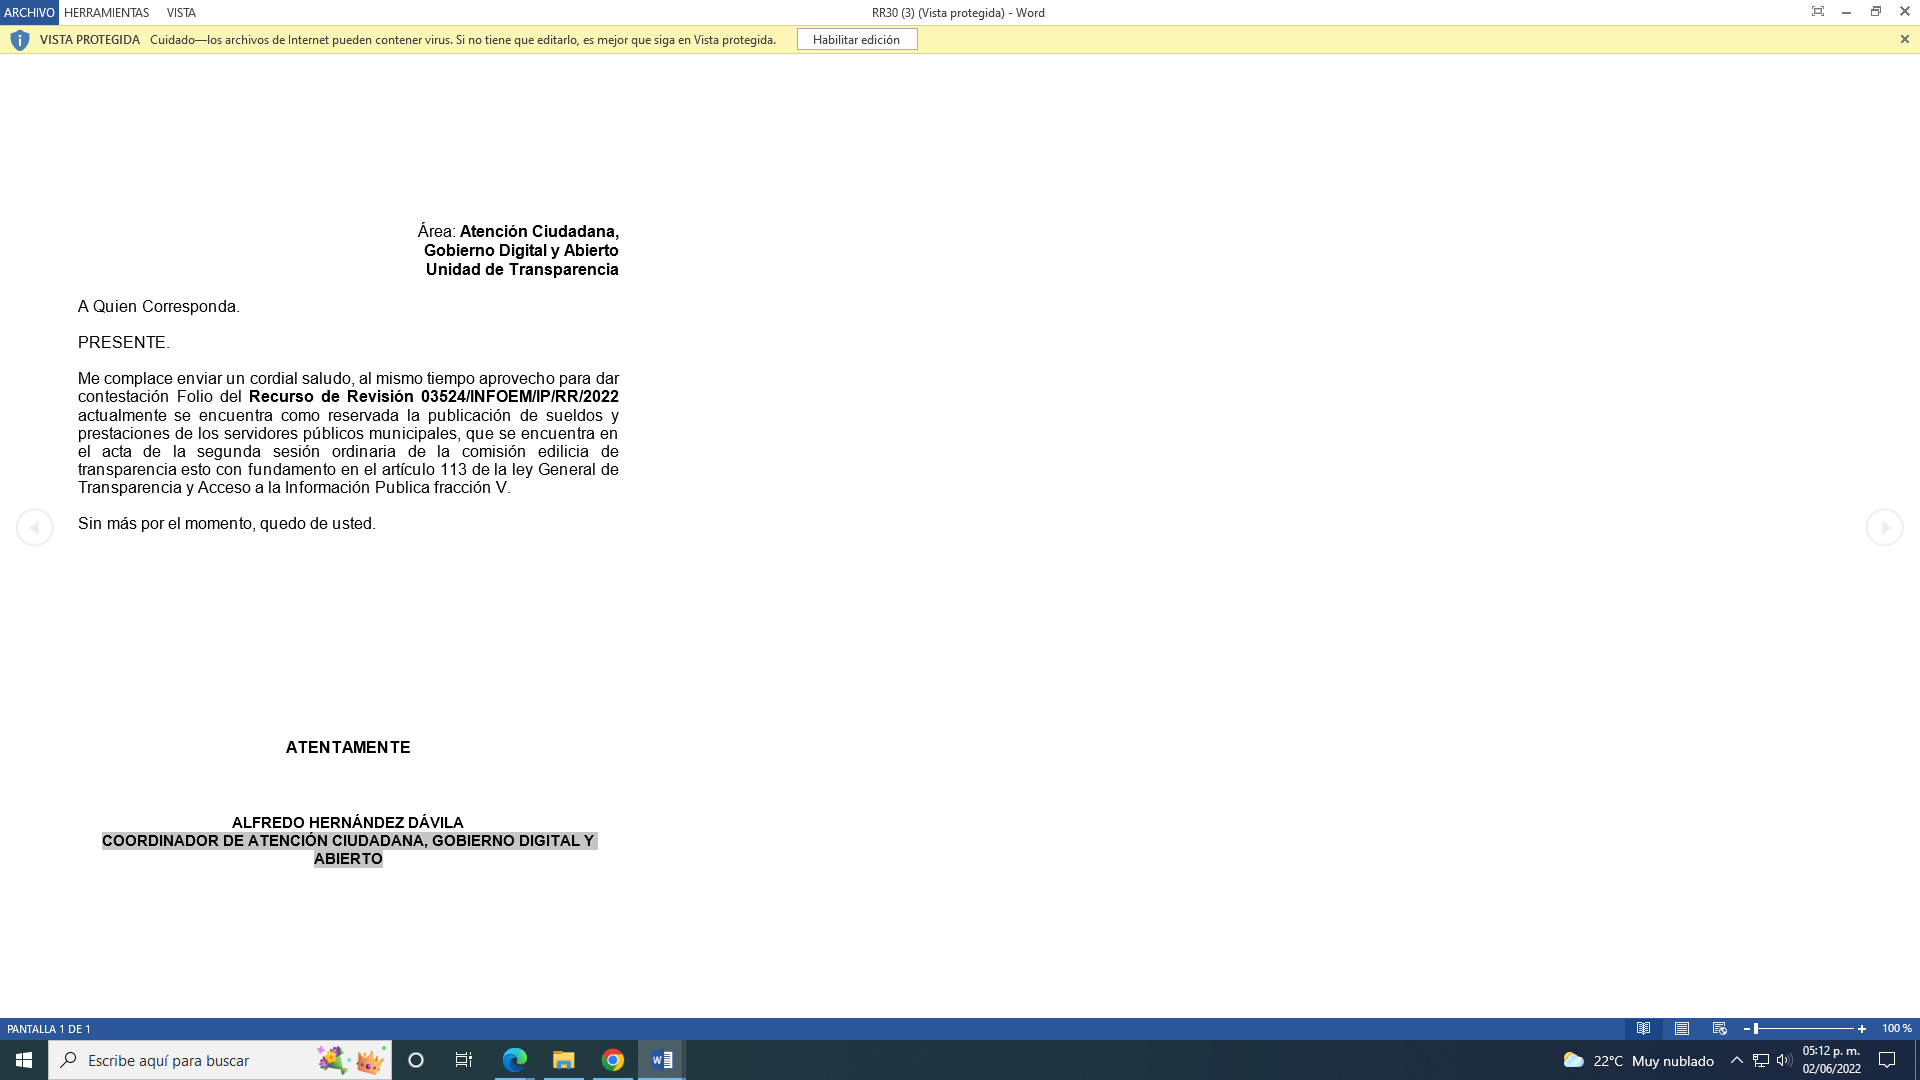 ARCHIVO HERRAMIENTAS VISTA RR30 (3) (Vista protegida) - Word
VISTA PROTEGIDA Cuidado—los archivos de Internet pueden contener virus. Si no tiene que editarlo, es mejor que siga en Vista protegida. Habilitar edición
Área: Atención Ciudadana,
Gobierno Digital y Abierto
Unidad de Transparencia
A Quien Corresponda.
PRESENTE.
Me complace enviar un cordial saludo, al mismo tiempo aprovecho para dar
contestación Folio del Recurso de Revisión 03524/INFOEM/IP/RR/2022
actualmente se encuentra como reservada la publicación de sueldos y
prestaciones de los servidores públicos municipales, que se encuentra en
el acta de la segunda sesión ordinaria de la comisión edilicia de
transparencia esto con fundamento en el artículo 113 de la ley General de
Transparencia y Acceso a la Información Publica fracción V.
Sin más por el momento, quedo de usted.
ATENTAMENTE
ALFREDO HERNÁNDEZ DÁVILA
COORDINADOR DE ATENCIÓN CIUDADANA, GOBIERNO DIGITAL Y
ABIERTO
PANTALLA 1 DE 1 100 %
Escribe aquí para buscar 22°C Muy nublado 05:12 p. m.
02/06/2022